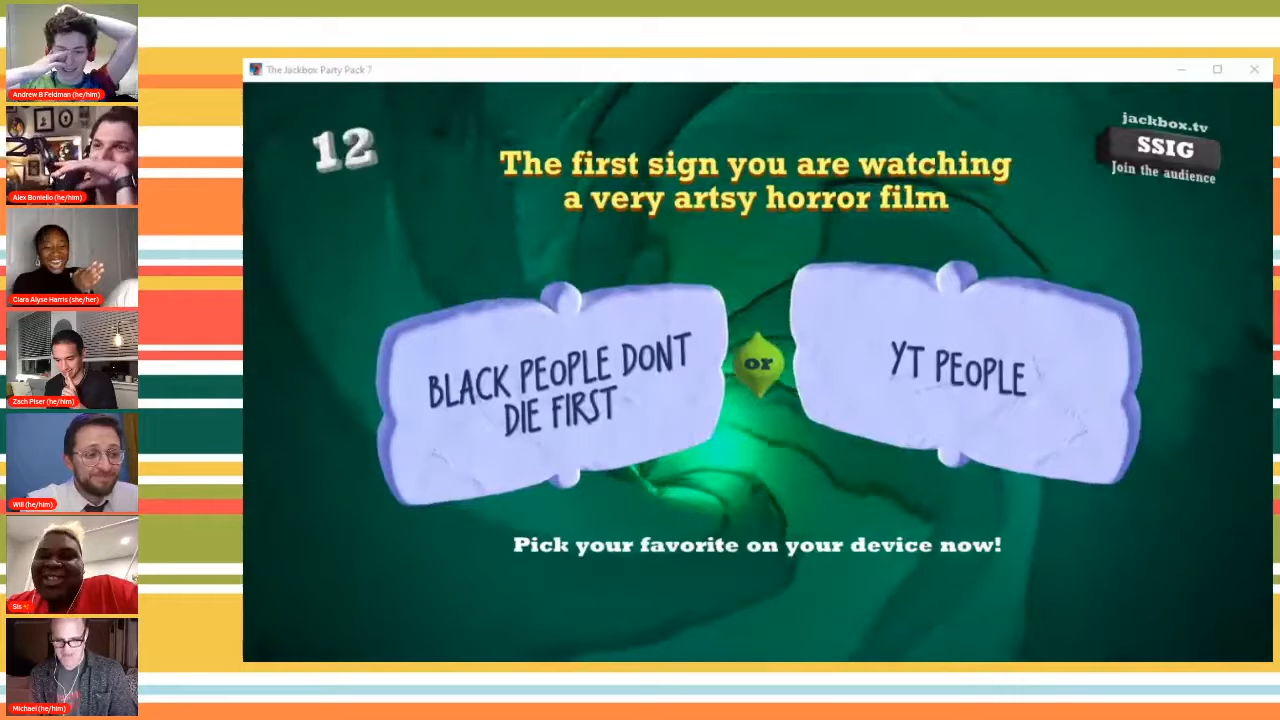 Andrew B Feldman (he/him)
Alex Boniello (he/him)
Ciara Alyse Harris (she/her)
Zach Piser (he/him)
Will (he/him)
Sis
Michael (he/him)
The Jackbox Party Pack 7
12
The first sign you are watching
a very artsy horror film
jackbox.tv
SSIG
Join the audience
BLACK PEOPLE DONT
DIE FIRST
or
YT PEOPLE
Pick your favorite on your device now!